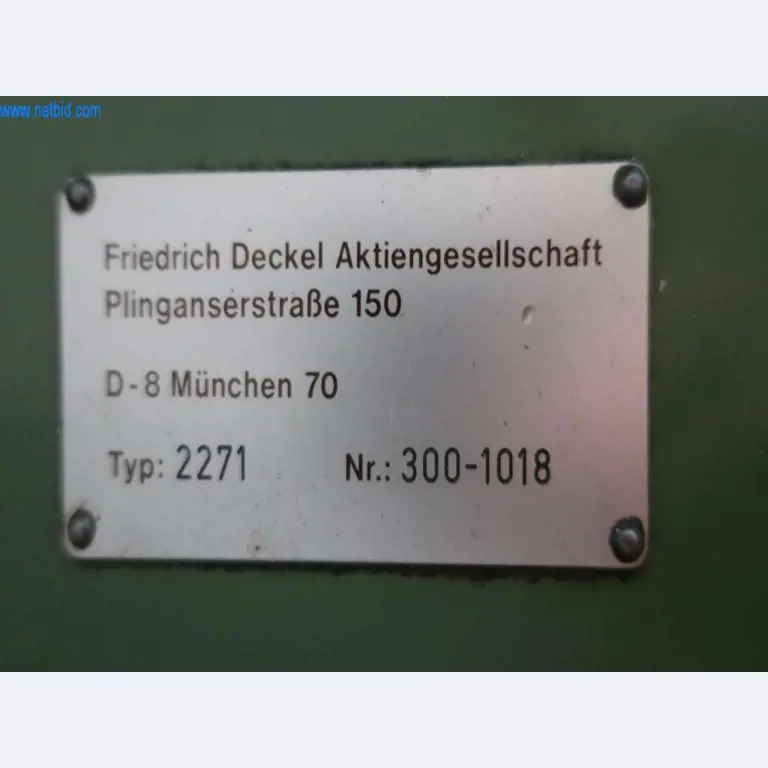 www.netbid.com
Friedrich Deckel Aktiengesellschaft
Plinganserstraße 150
D-8 München 70
Typ: 2271 Nr.: 300-1018